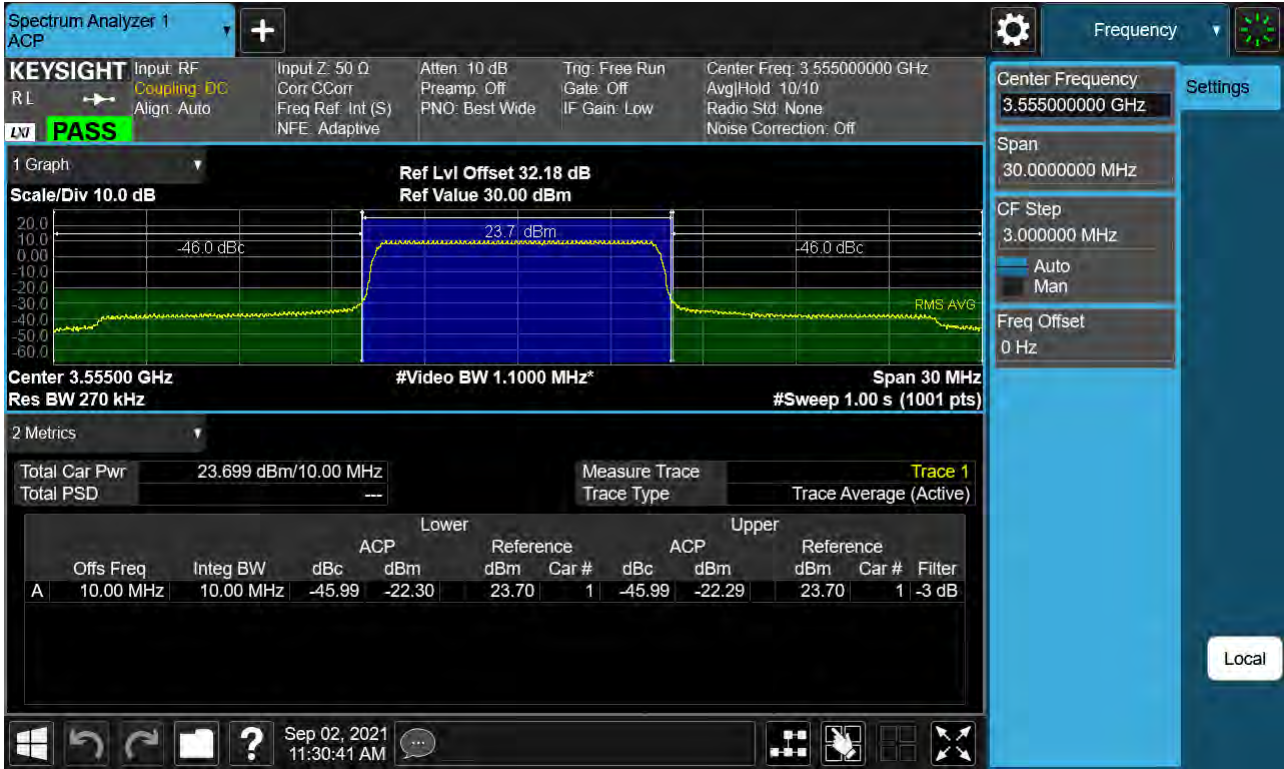 Spectrum Analyzer 1
ACP
Frequency
KEYSIGHT
R L
LXI
PASS
Input: RF
Coupling: DC
Align: Auto
Input Z: 50 Ω
Corr CCorr
Freq Ref: Int (S)
NFE: Adaptive
Atten: 10 dB
Preamp: Off
PNO: Best Wide
Trig: Free Run
Gate: Off
IF Gain: Low
Center Freq: 3.555000000 GHz
Avg|Hold: 10/10
Radio Std: None
Noise Correction: Off
Center Frequency
3.555000000 GHz
Settings
Span
30.0000000 MHz
CF Step
3.000000 MHz
Auto
Man
Freq Offset
0 Hz
Local
1 Graph
Scale/Div 10.0 dB
Ref Lvl Offset 32.18 dB
Ref Value 30.00 dBm
20.0
10.0
0.00
-10.0
-20.0
-30.0
-40.0
-50.0
-60.0
-46.0 dBc
23.7 dBm
-46.0 dBc
RMS AVG
Center 3.55500 GHz
#Video BW 1.1000 MHz*
Span 30 MHz
Res BW 270 kHz
#Sweep 1.00 s (1001 pts)
2 Metrics
Total Car Pwr 23.699 dBm/10.00 MHz
Total PSD ---
Measure Trace Trace 1
Trace Type Trace Average (Active)
Lower Upper
ACP Reference ACP Reference
Offs Freq Integ BW dBc dBm dBm Car # dBc dBm dBm Car # Filter
A 10.00 MHz 10.00 MHz -45.99 -22.30 23.70 1 -45.99 -22.29 23.70 1 -3 dB
?
Sep 02, 2021
11:30:41 AM